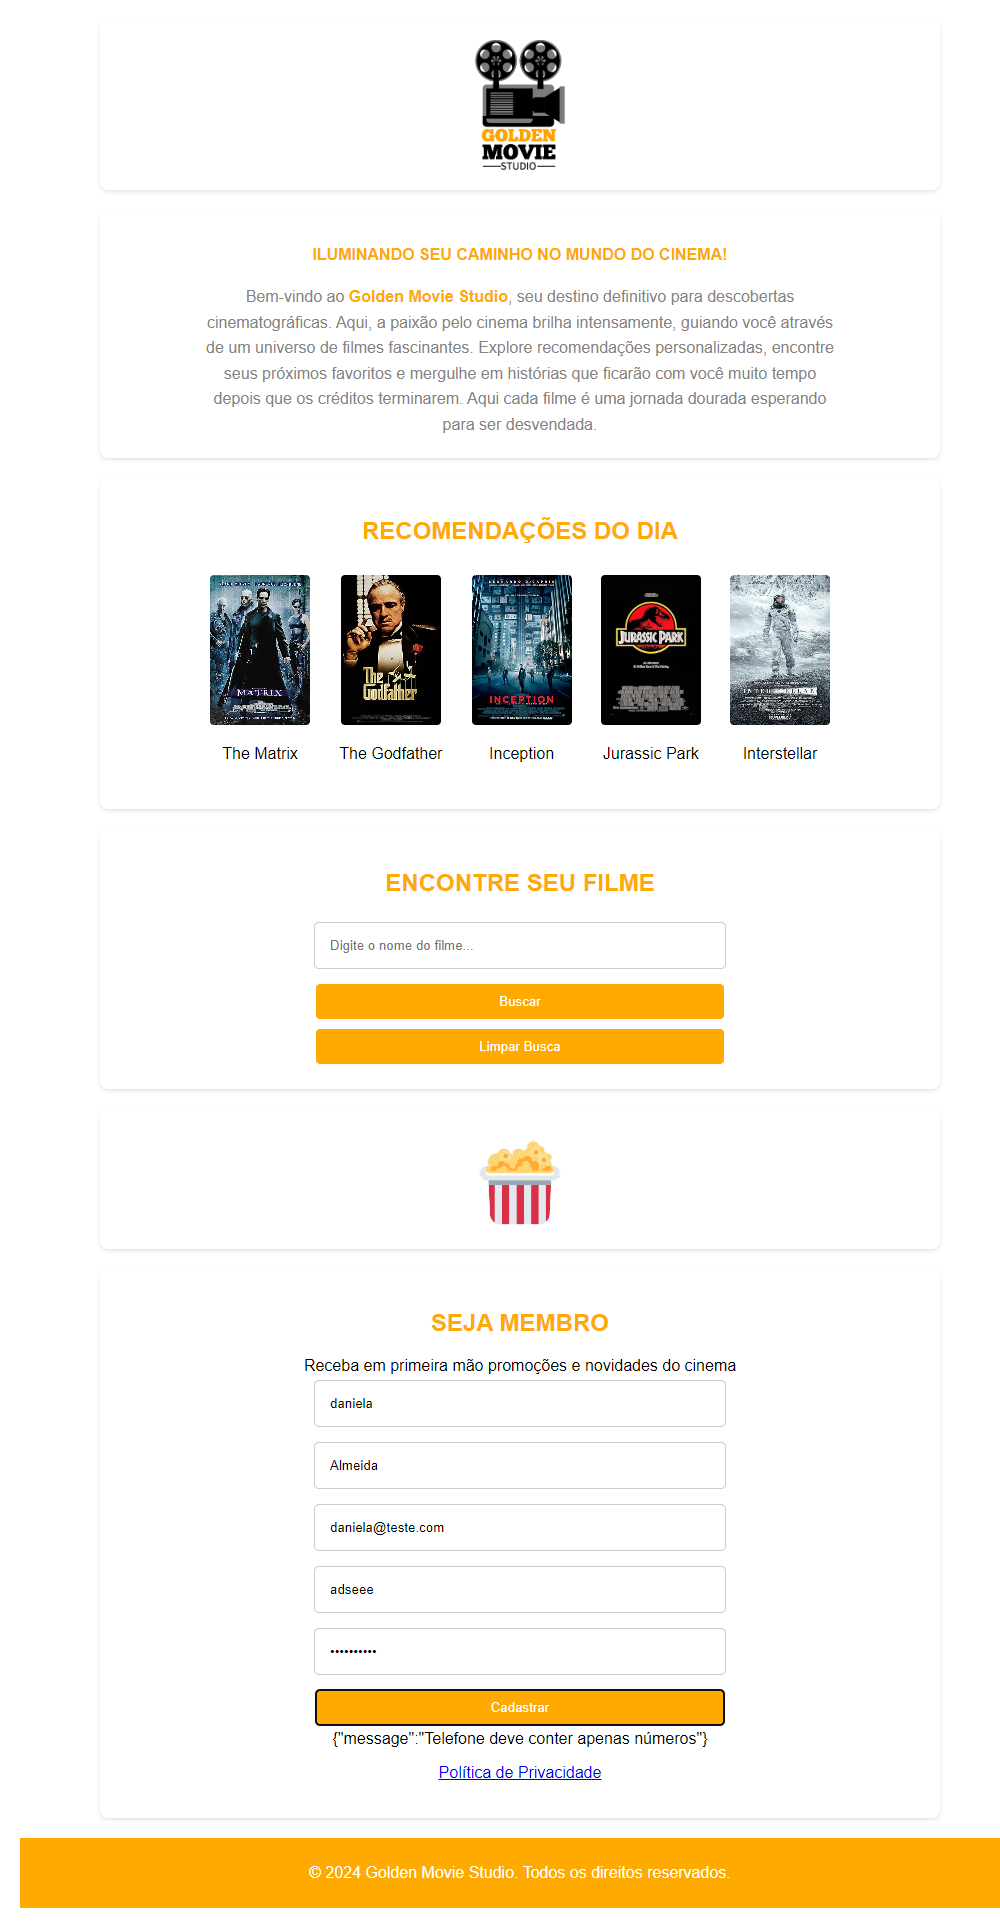 GOLDEN
MOVIE
STUDIO
ILUMINANDO SEU CAMINHO NO MUNDO DO CINEMA!
Bem-vindo ao Golden Movie Studio, seu destino definitivo para descobertas
cinematográficas. Aqui, a paixão pelo cinema brilha intensamente, guiando você através
de um universo de filmes fascinantes. Explore recomendações personalizadas, encontre
seus próximos favoritos e mergulhe em histórias que ficarão com você muito tempo
depois que os créditos terminarem. Aqui cada filme é uma jornada dourada esperando
para ser desvendada.
RECOMENDAÇÕES DO DIA
MATRIX
The
Godfather
INCEPTION
JURASSIC PARK
INTERSTELLAR
The Matrix
The Godfather
Inception
Jurassic Park
Interstellar
ENCONTRE SEU FILME
Digite o nome do filme...
Buscar
Limpar Busca
SEJA MEMBRO
Receba em primeira mão promoções e novidades do cinema
daniela
Almeida
daniela@teste.com
adseee
••••••••••
Cadastrar
{"message":"Telefone deve conter apenas números"}
Política de Privacidade
© 2024 Golden Movie Studio. Todos os direitos reservados.